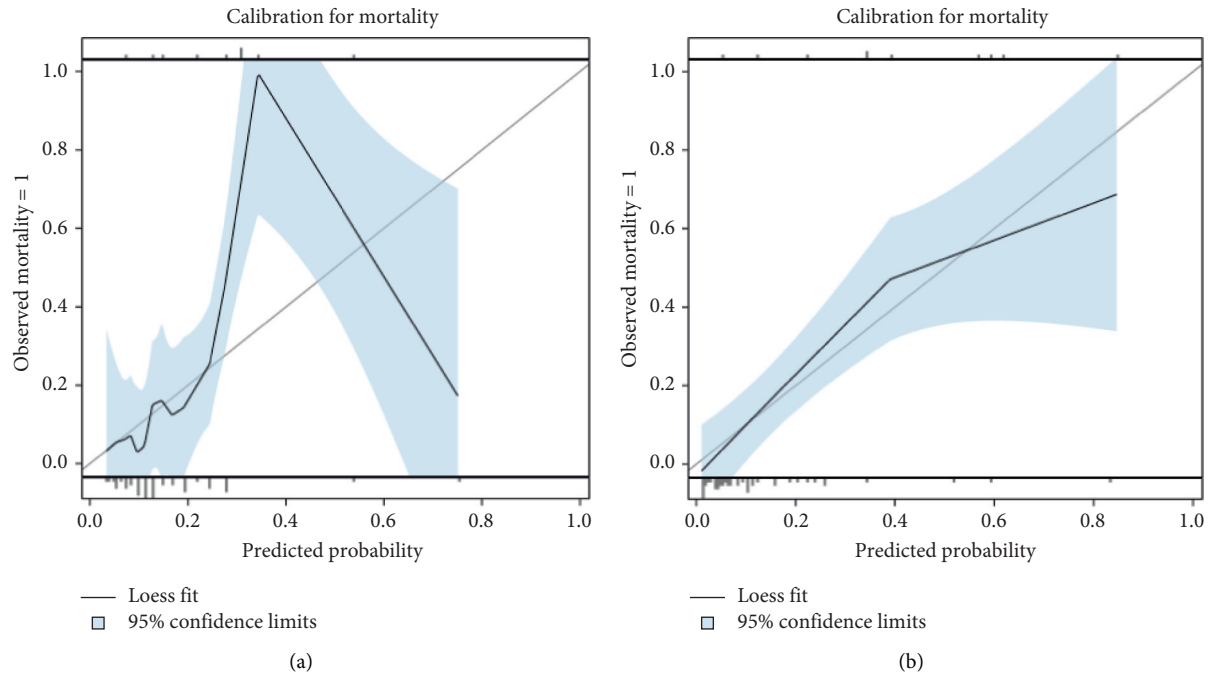 Calibration for mortality
1.0
0.8
0.6
0.4
0.2
0.0
Observed mortality = 1
0.0 0.2 0.4 0.6 0.8 1.0
Predicted probability
Loess fit
95% confidence limits
(a)
Calibration for mortality
1.0
0.8
0.6
0.4
0.2
0.0
Observed mortality = 1
0.0 0.2 0.4 0.6 0.8 1.0
Predicted probability
Loess fit
95% confidence limits
(b)